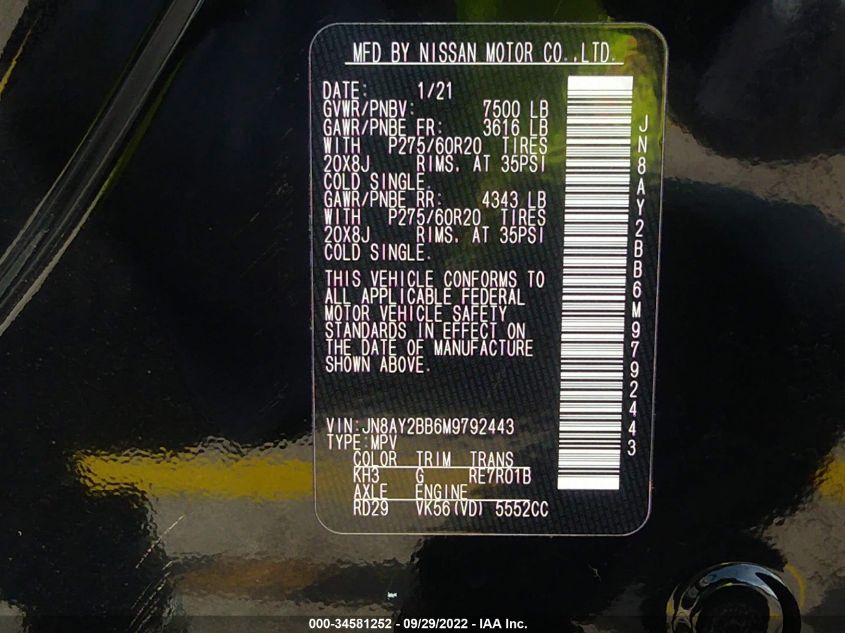 MFD BY NISSAN MOTOR CO.,LTD.
DATE: 1/21
GVWR/PNBV: 7500 LB
GAWR/PNBE FR: 3616 LB
WITH P275/60R20 TIRES
20X8J RIMS, AT 35PSI
COLD SINGLE.
GAWR/PNBE RR: 4343 LB
WITH P275/60R20 TIRES
20X8J RIMS, AT 35PSI
COLD SINGLE.
THIS VEHICLE CONFORMS TO
ALL APPLICABLE FEDERAL
MOTOR VEHICLE SAFETY
STANDARDS IN EFFECT ON
THE DATE OF MANUFACTURE
SHOWN ABOVE.
VIN:JN8AY2BB6M9792443
TYPE:MPV
COLOR TRIM TRANS
KH3 G RE7R01B
AXLE ENGINE
RD29 VK56(VD) 5552CC
JN8AY2BB6M9792443
000-34581252 - 09/29/2022 - IAA Inc.